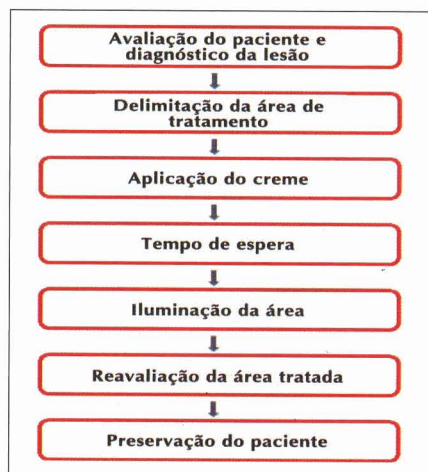 Avaliação do paciente e
diagnóstico da lesão
Delimitação da área de
tratamento
Aplicação do creme
Tempo de espera
Iluminação da área
Reavaliação da área tratada
Preservação do paciente